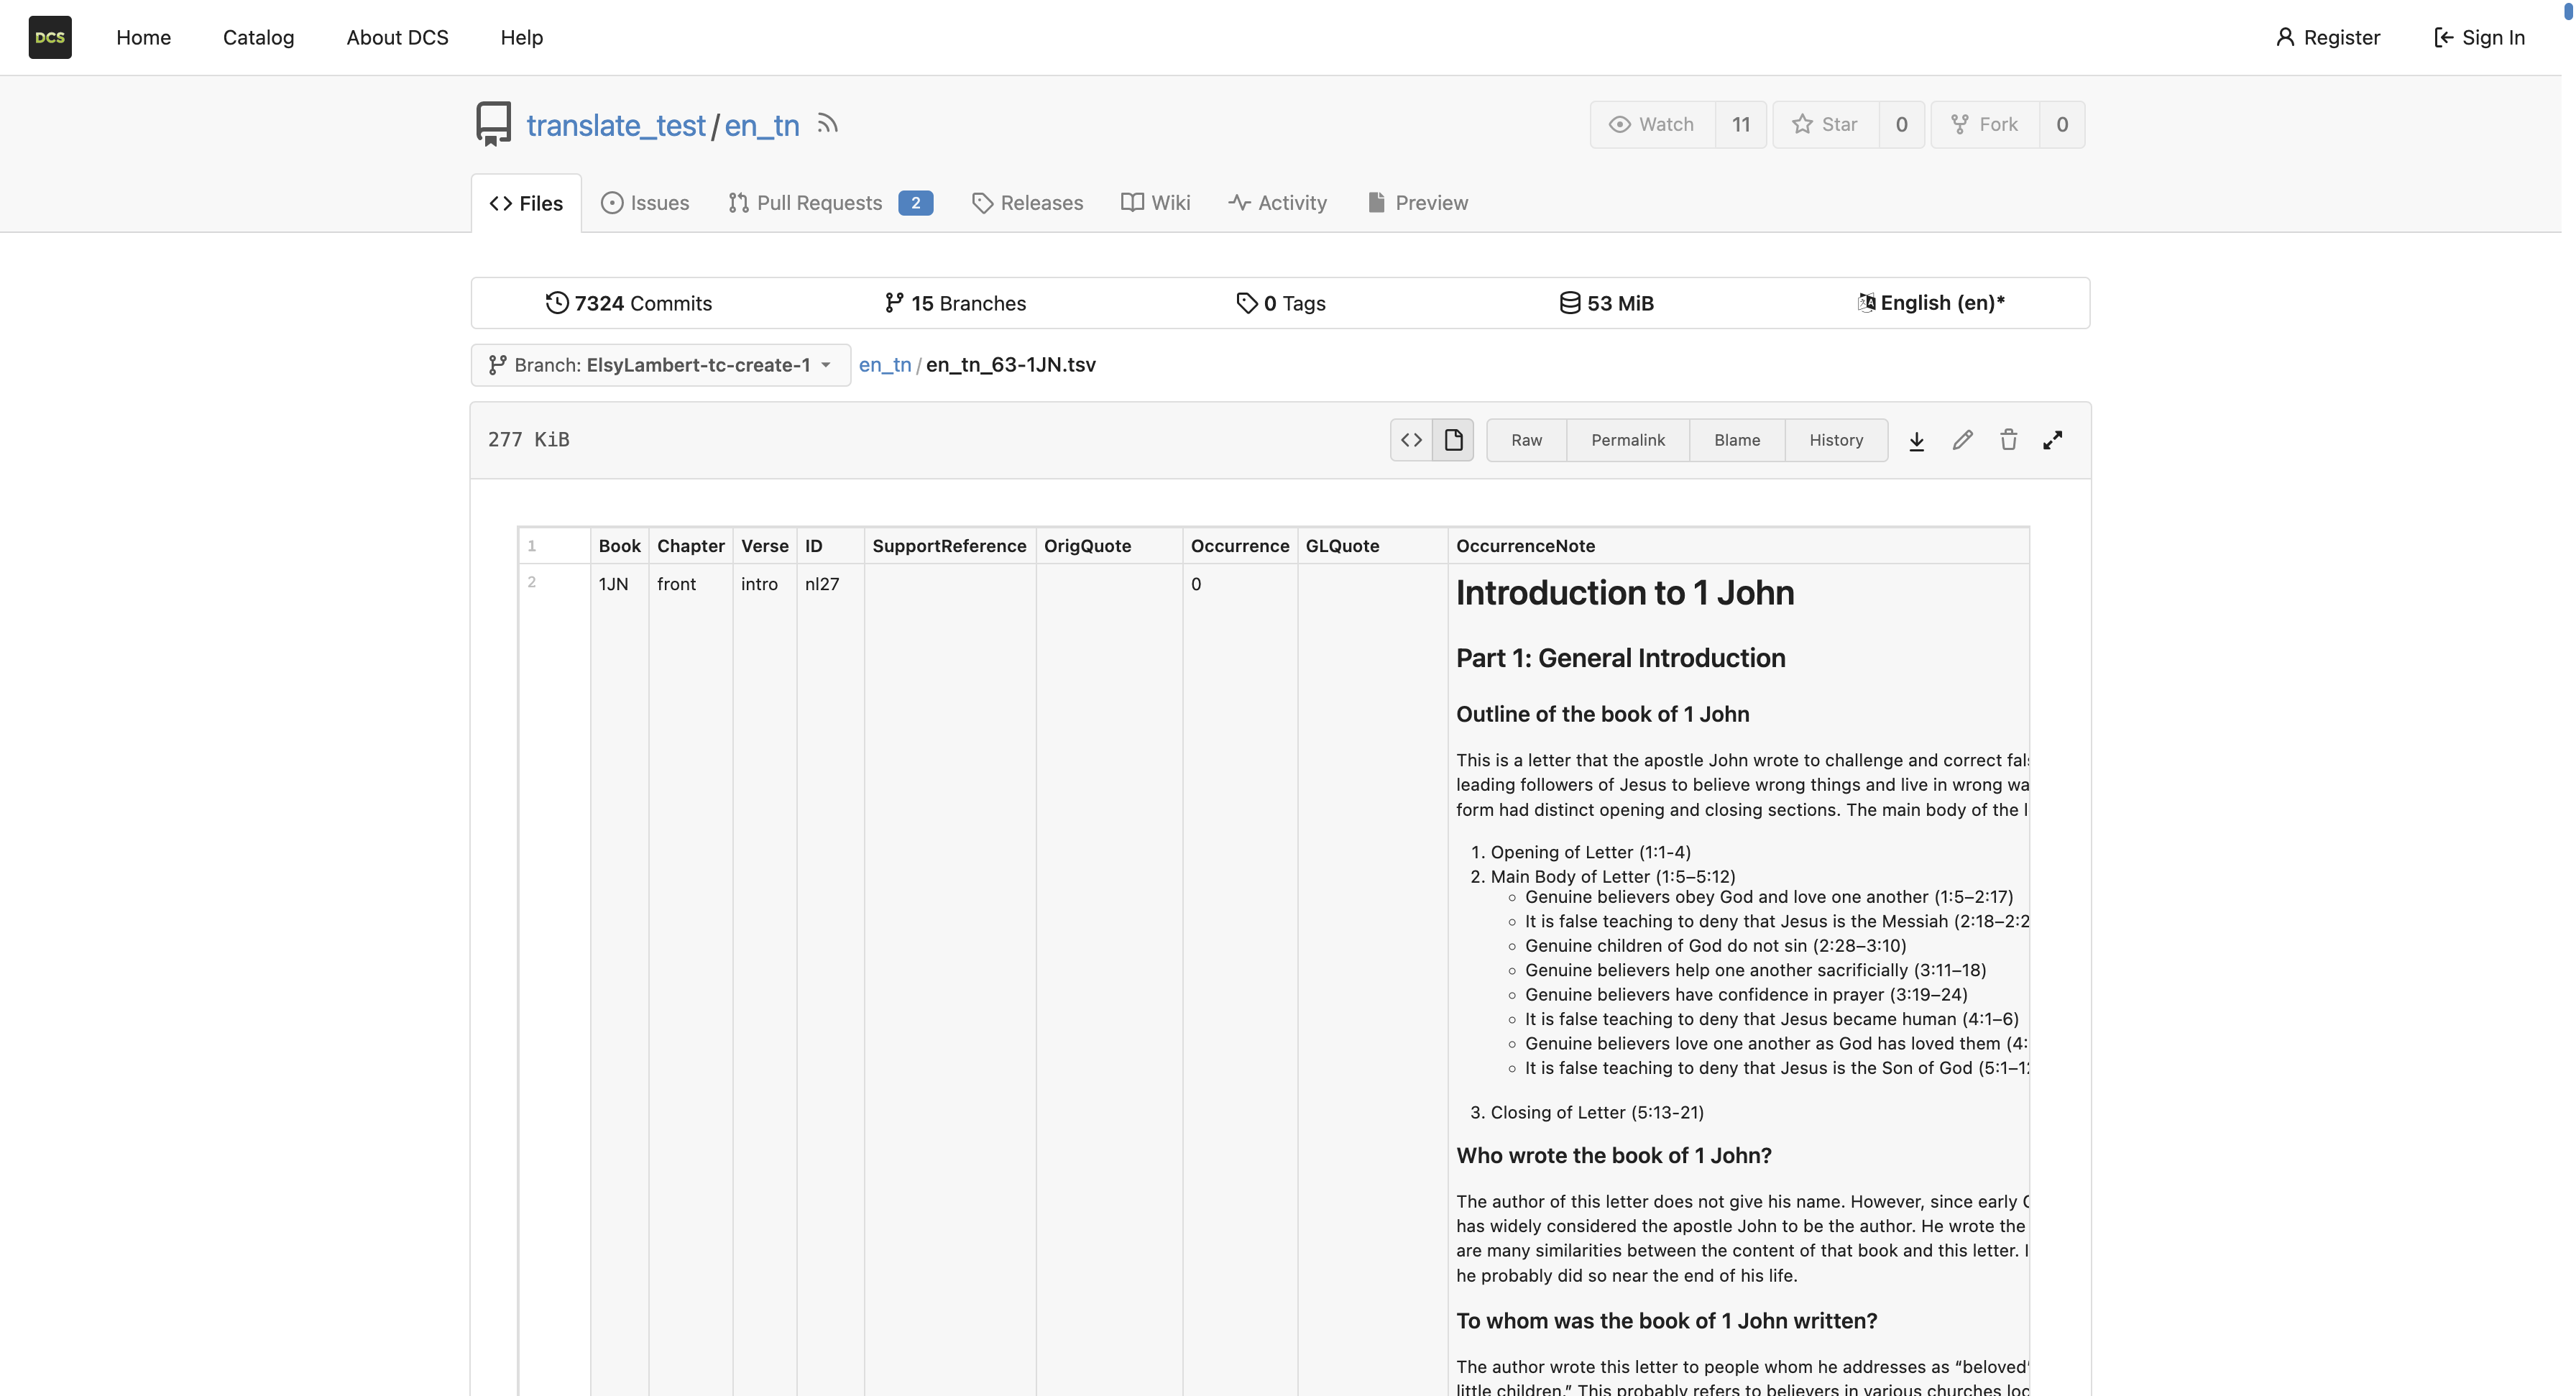 DCS Home Catalog About DCS Help Register Sign In
translate_test / en_tn Watch 11 Star 0 Fork 0
Files Issues Pull Requests 2 Releases Wiki Activity Preview
7324 Commits 15 Branches 0 Tags 53 MiB English (en)*
Branch: ElsyLambert-tc-create-1 en_tn / en_tn_63-1JN.tsv
277 KiB Raw Permalink Blame History
1 Book Chapter Verse ID SupportReference OrigQuote Occurrence GLQuote OccurrenceNote
2 1JN front intro nl27 0 Introduction to 1 John
Part 1: General Introduction
Outline of the book of 1 John
This is a letter that the apostle John wrote to challenge and correct fal
leading followers of Jesus to believe wrong things and live in wrong wa
form had distinct opening and closing sections. The main body of the l
1. Opening of Letter (1:1-4)
2. Main Body of Letter (1:5–5:12)
Genuine believers obey God and love one another (1:5–2:17)
It is false teaching to deny that Jesus is the Messiah (2:18–2:2
Genuine children of God do not sin (2:28–3:10)
Genuine believers help one another sacrificially (3:11–18)
Genuine believers have confidence in prayer (3:19–24)
It is false teaching to deny that Jesus became human (4:1–6)
Genuine believers love one another as God has loved them (4:
It is false teaching to deny that Jesus is the Son of God (5:1–12
3. Closing of Letter (5:13-21)
Who wrote the book of 1 John?
The author of this letter does not give his name. However, since early
has widely considered the apostle John to be the author. He wrote the
are many similarities between the content of that book and this letter. I
he probably did so near the end of his life.
To whom was the book of 1 John written?
The author wrote this letter to people whom he addresses as “beloved”
little children.” This probably refers to believers in various churches loc